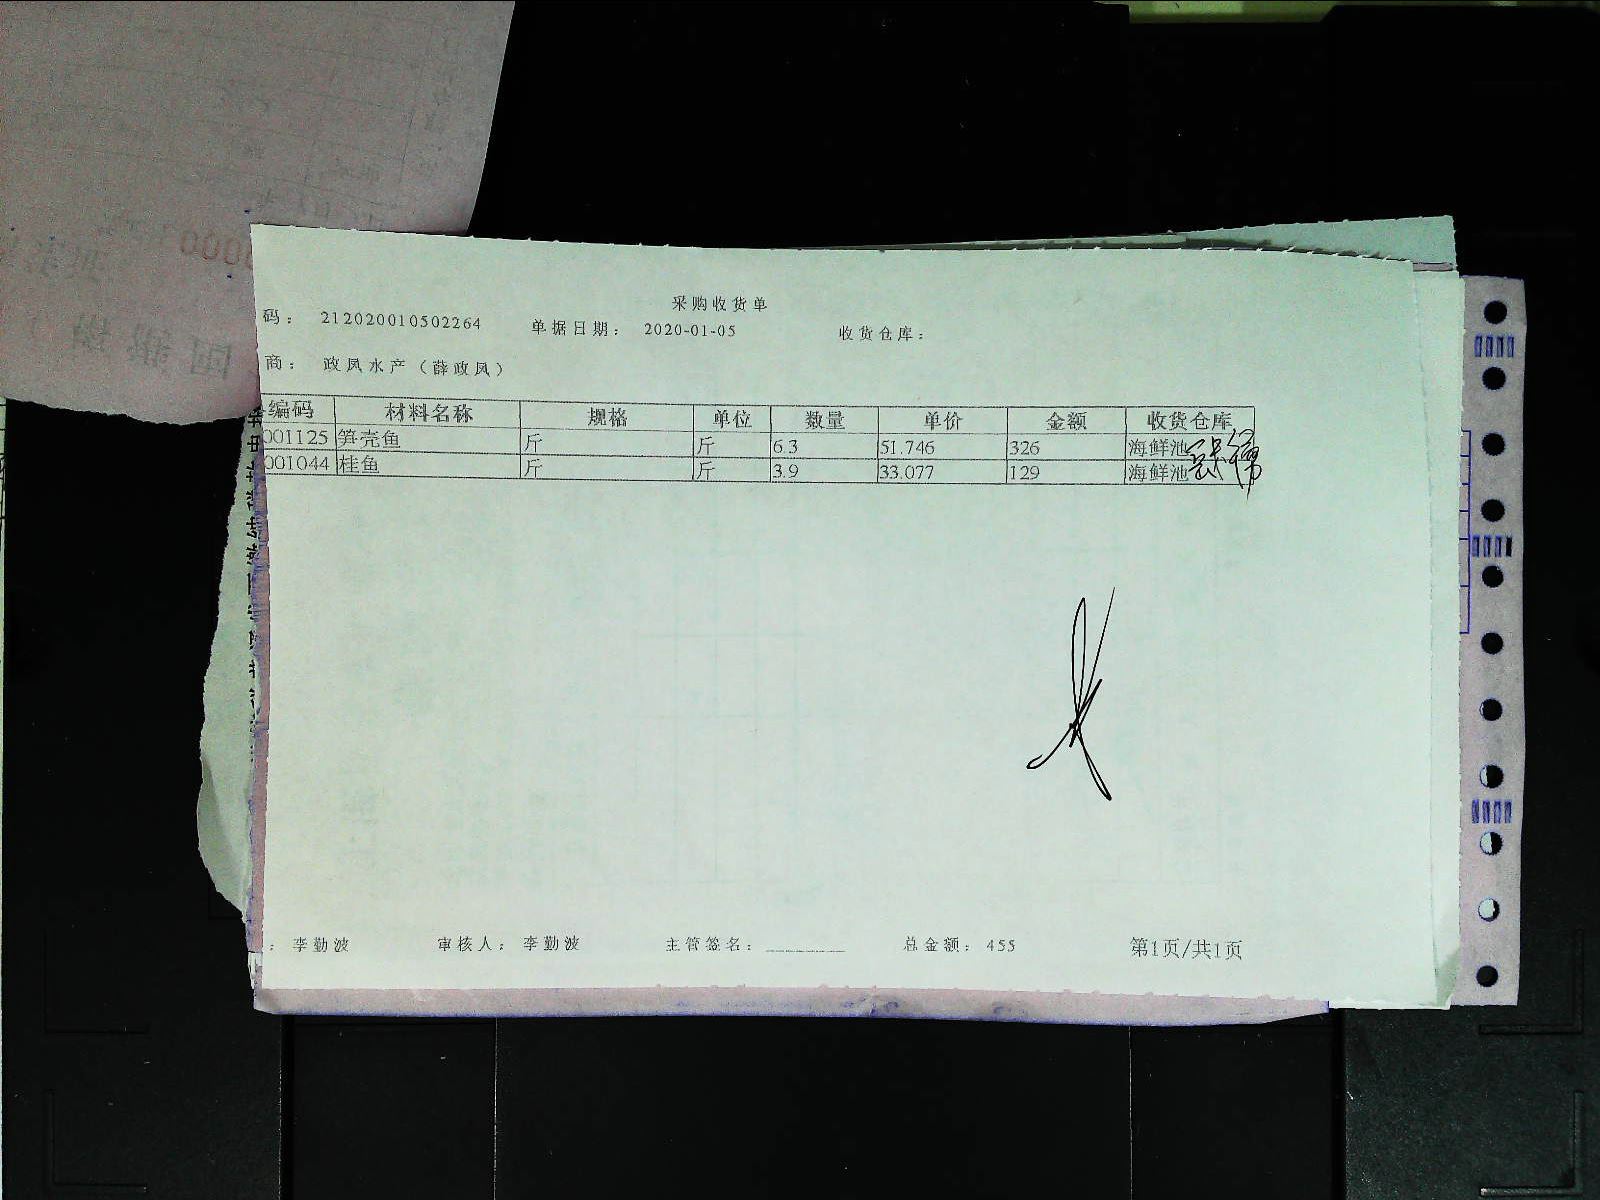 采购收货单
码： 212020010502264 单据日期： 2020-01-05 收货仓库：
商： 政凤水产（薛政凤）
编码 材料名称 规格 单位 数量 单价 金额 收货仓库
001125 笋壳鱼 斤 斤 6.3 51.746 326 海鲜池
001044 桂鱼 斤 斤 3.9 33.077 129 海鲜池
： 李勤波 审核人： 李勤波 主管签名： 总金额： 455 第1页/共1页